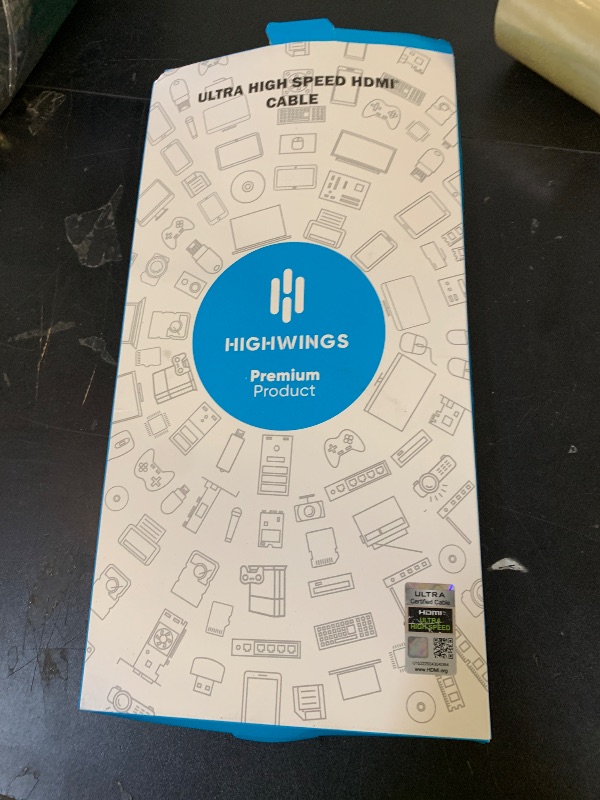 ULTRA HIGH SPEED HDMI®
CABLE
HIGHWINGS
Premium
Product
ULTRA
Certified Cable
HDMI
ULTRA
HIGH SPEED
www.HDMI.org